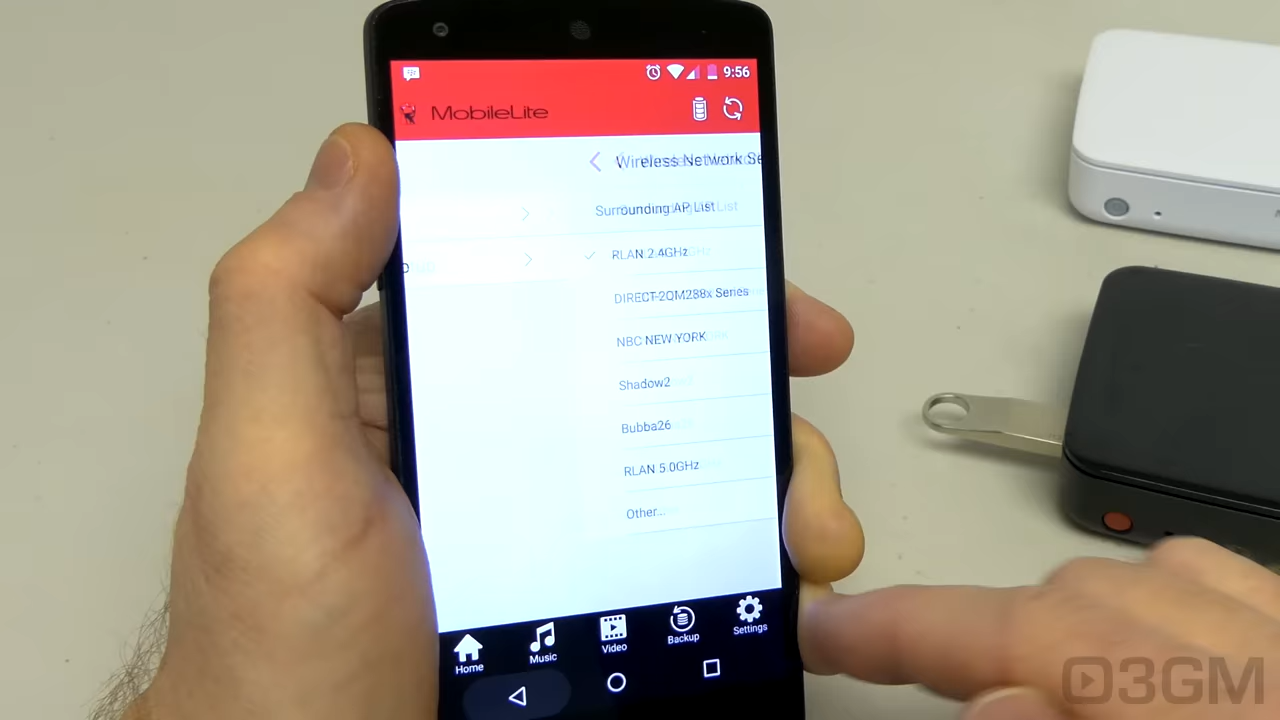 9:56
MobileLite
Wireless Network Se
Surrounding AP List
RLAN 2.4GHz
DIRECT-2QM288x Series
NBC NEW YORK
Shadow2
Bubba26
RLAN 5.0GHz
Other...
Home
Music
Video
Backup
Settings
O3GM